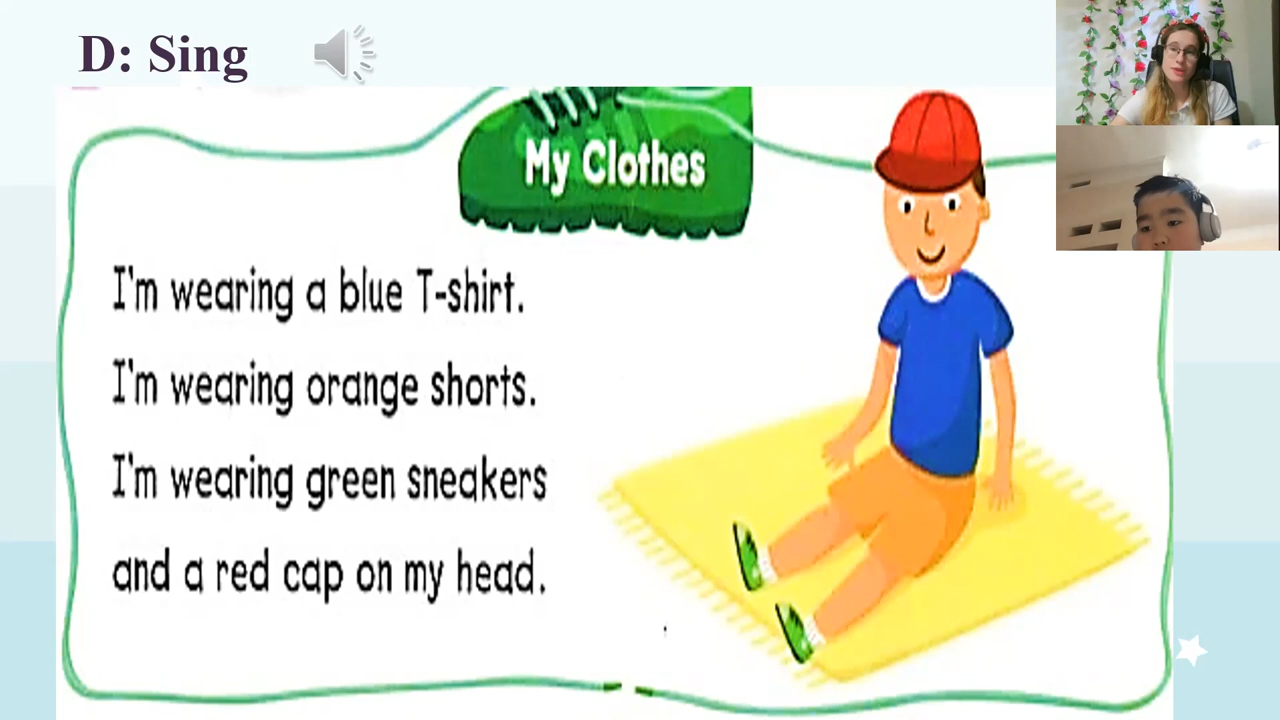 D: Sing
My Clothes
I'm wearing a blue T-shirt.
I'm wearing orange shorts.
I'm wearing green sneakers
and a red cap on my head.